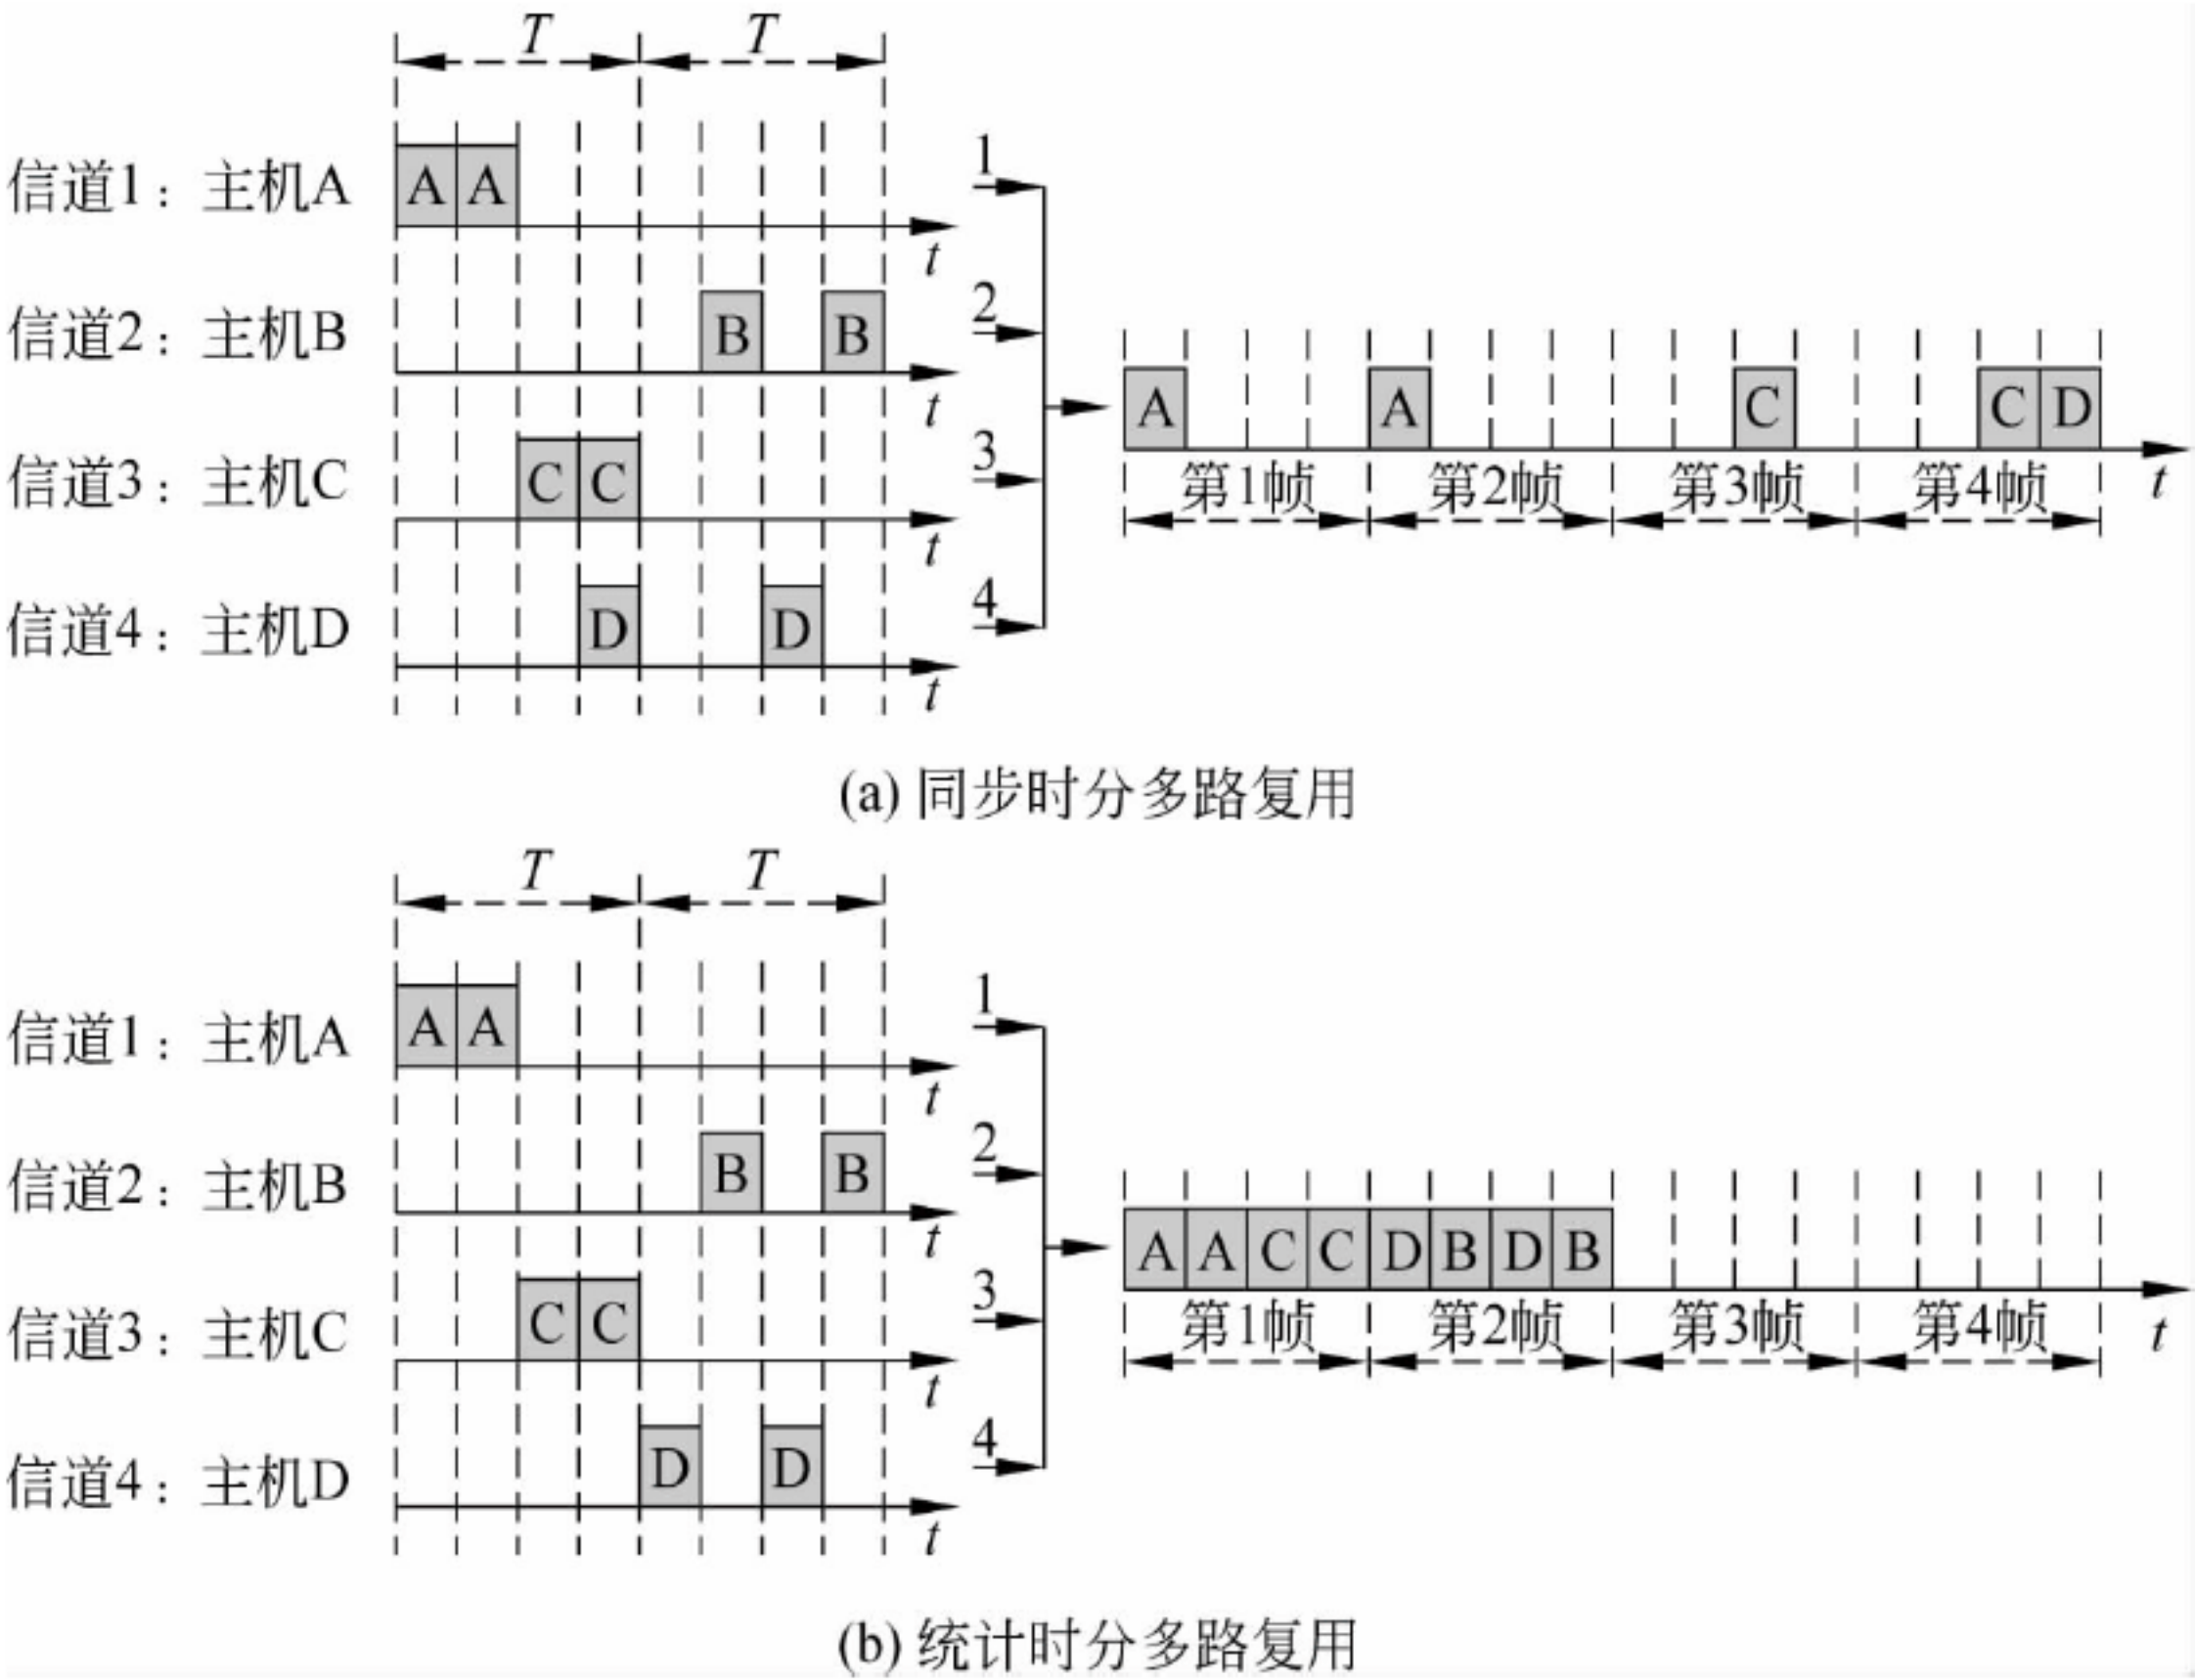 T T
信道1：主机A A A t
1
信道2：主机B B B t
2
A A C C D
第1帧 第2帧 第3帧 第4帧 t
信道3：主机C C C t
3
信道4：主机D D D t
4
(a) 同步时分多路复用
T T
信道1：主机A A A t
1
信道2：主机B B B t
2
A A C C D B D B
第1帧 第2帧 第3帧 第4帧 t
信道3：主机C C C t
3
信道4：主机D D D t
4
(b) 统计时分多路复用